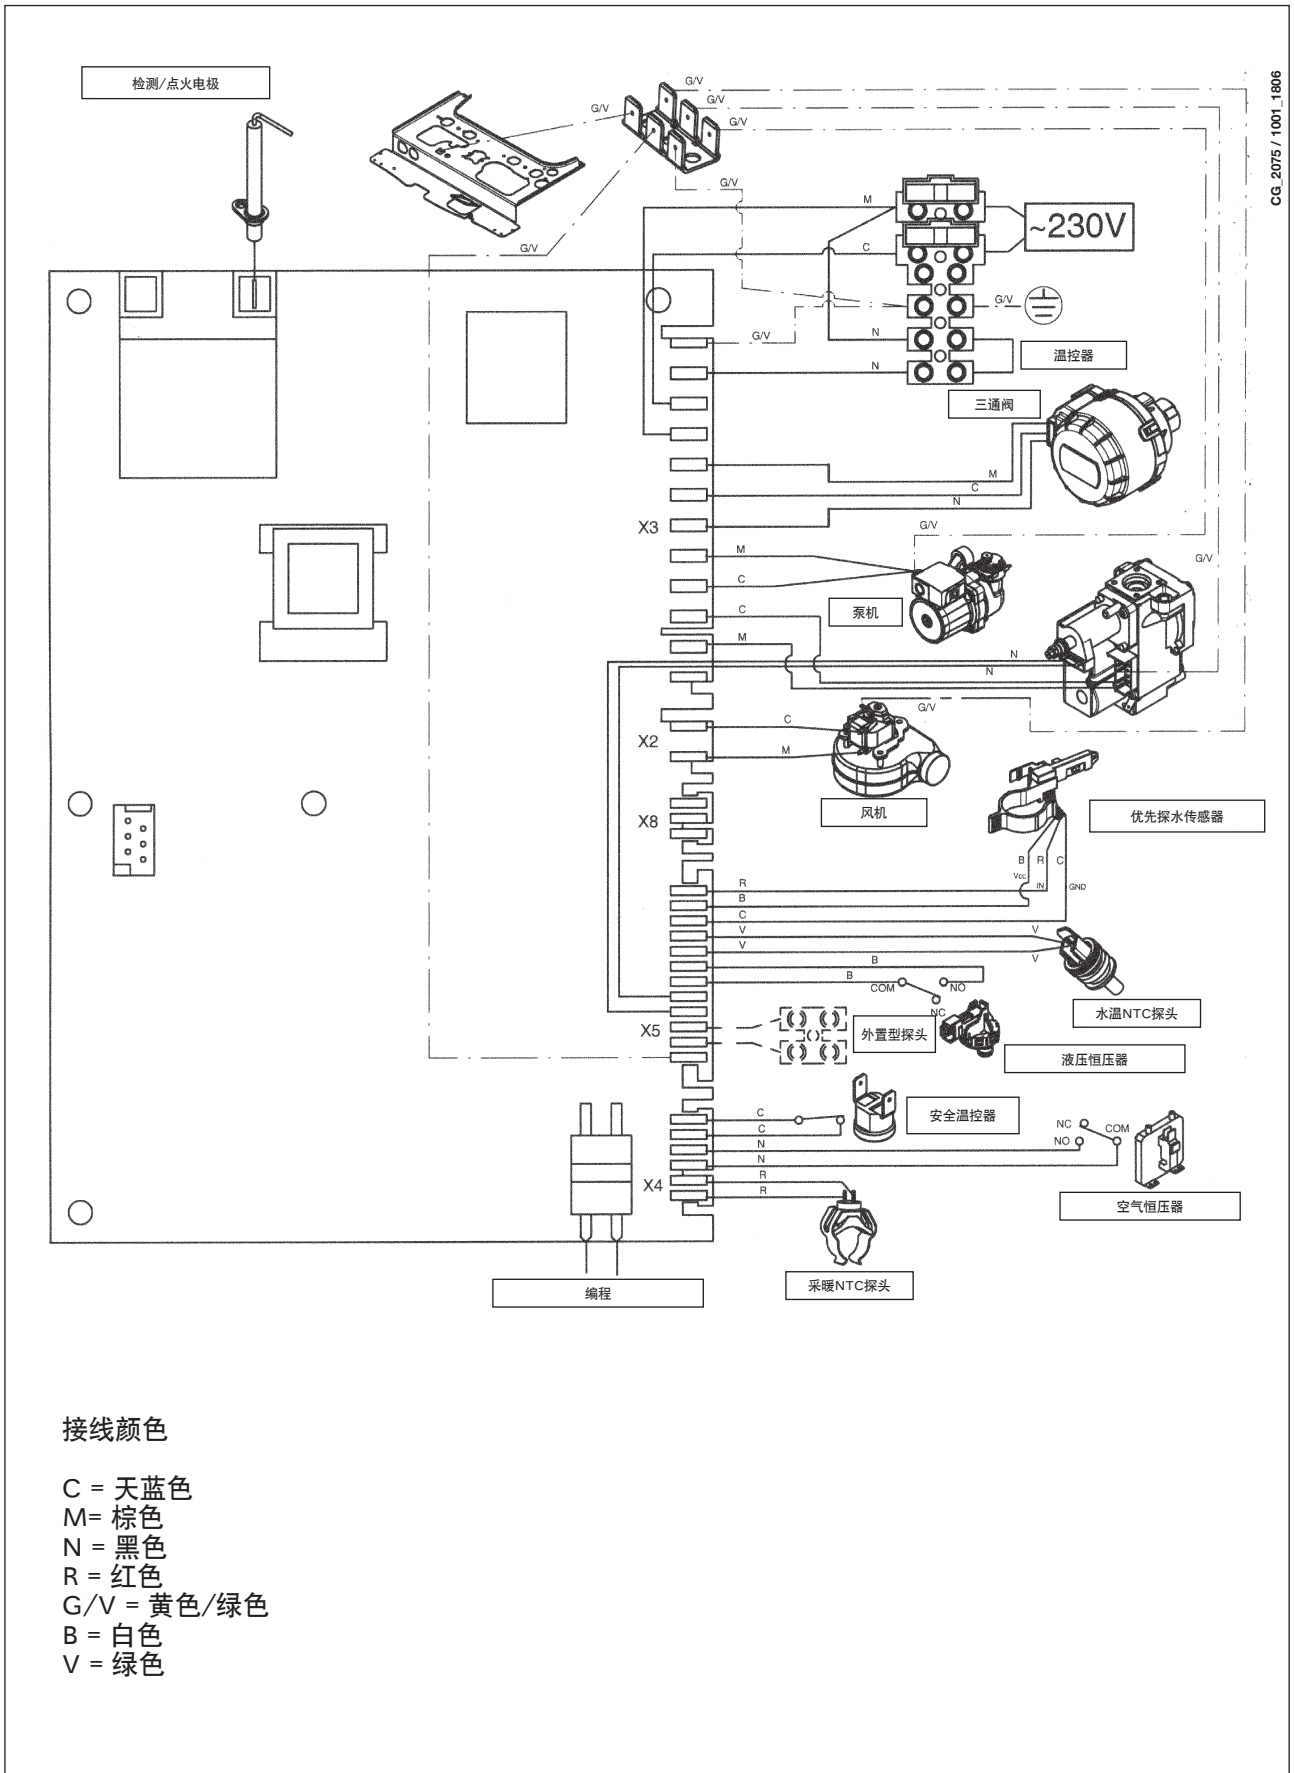 检测/点火电极
CG_2075 / 1001_1806
G/V
G/V
G/V
G/V
G/V
G/V
M
~230V
C
G/V
G/V
N
温控器
N
三通阀
M
C
N
X3
G/V
M
G/V
C
泵机
C
M
N
N
G/V
C
X2
M
风机
优先探水传感器
X8
B R C
Vcc
R
IN
GND
B
C
V
V
V
V
B
B
COM
NO
NC
水温NTC探头
X5
外置型探头
液压恒压器
C
安全温控器
C
NC
COM
NO
N
N
R
X4
R
空气恒压器
采暖NTC探头
编程
接线颜色
C = 天蓝色
M= 棕色
N = 黑色
R = 红色
G/V = 黄色/绿色
B = 白色
V = 绿色